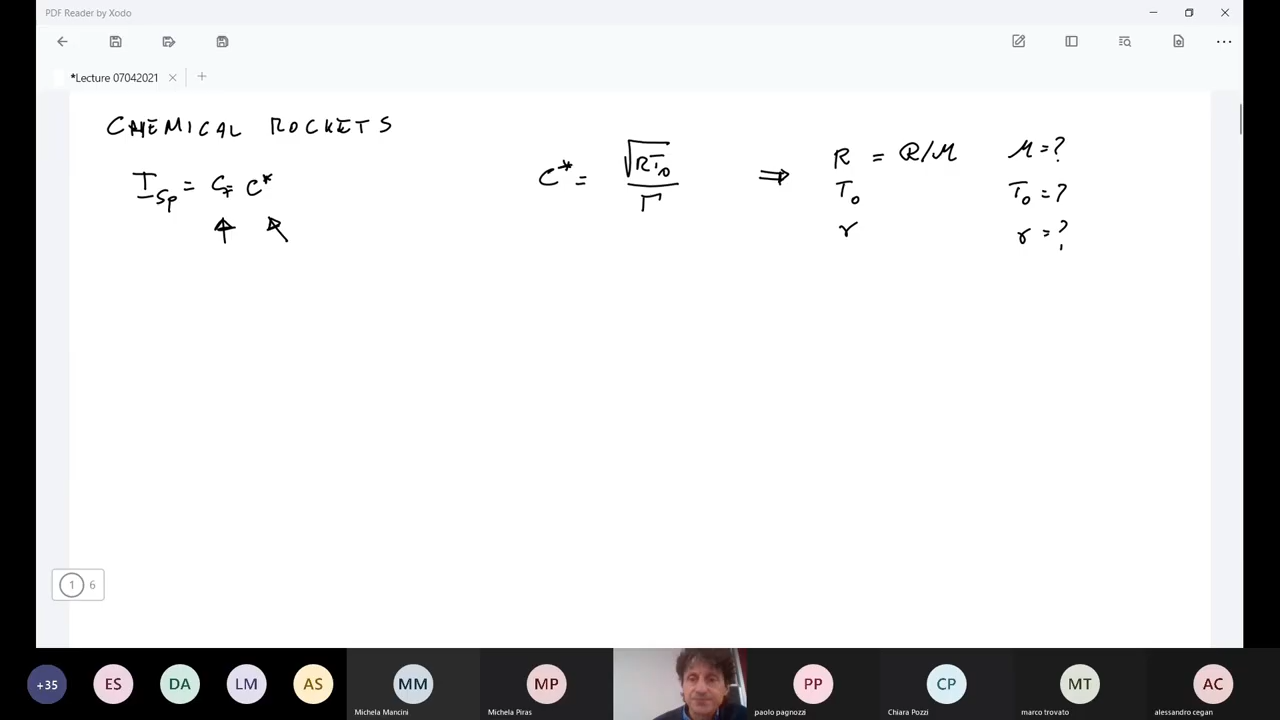 PDF Reader by Xodo
*Lecture 07042021
CHEMICAL ROCKETS
I_sp = C_F C*
C* = √(RT_0) / Γ ⇒ R = ℛ/ℳ ℳ = ?
T_0 T_0 = ?
γ γ = ?
1 6
+35 ES DA LM AS MM MP PP CP MT AC
Michela Mancini Michela Piras paolo pagnozzi Chiara Pozzi marco trovato alessandro cegan